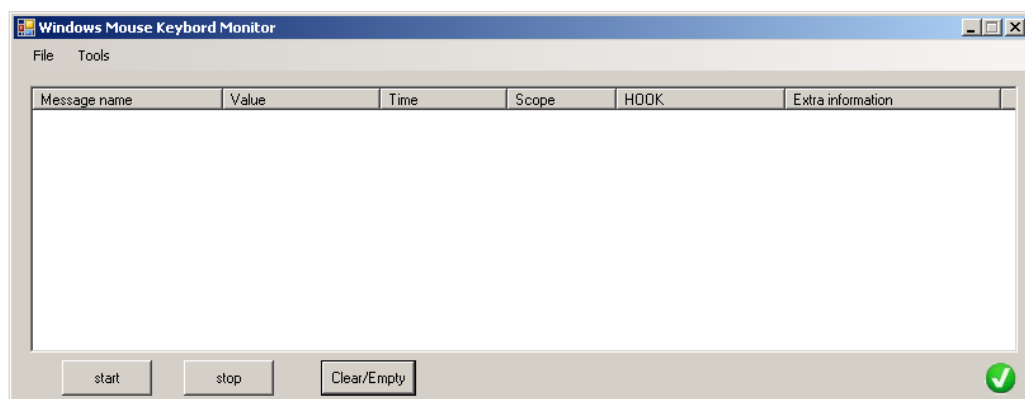 Windows Mouse Keybord Monitor
File Tools
Message name Value Time Scope HOOK Extra information
start stop Clear/Empty